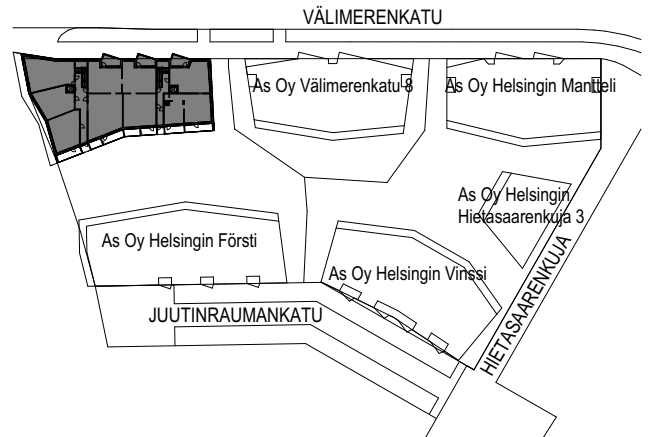 VÄLIMERENKATU
As Oy Välimerenkatu 8
As Oy Helsingin Mantteli
As Oy Helsingin
Hietasaarenkuja 3
As Oy Helsingin Försti
As Oy Helsingin Vinssi
JUUTINRAUMANKATU
HIETASAARENKUJA